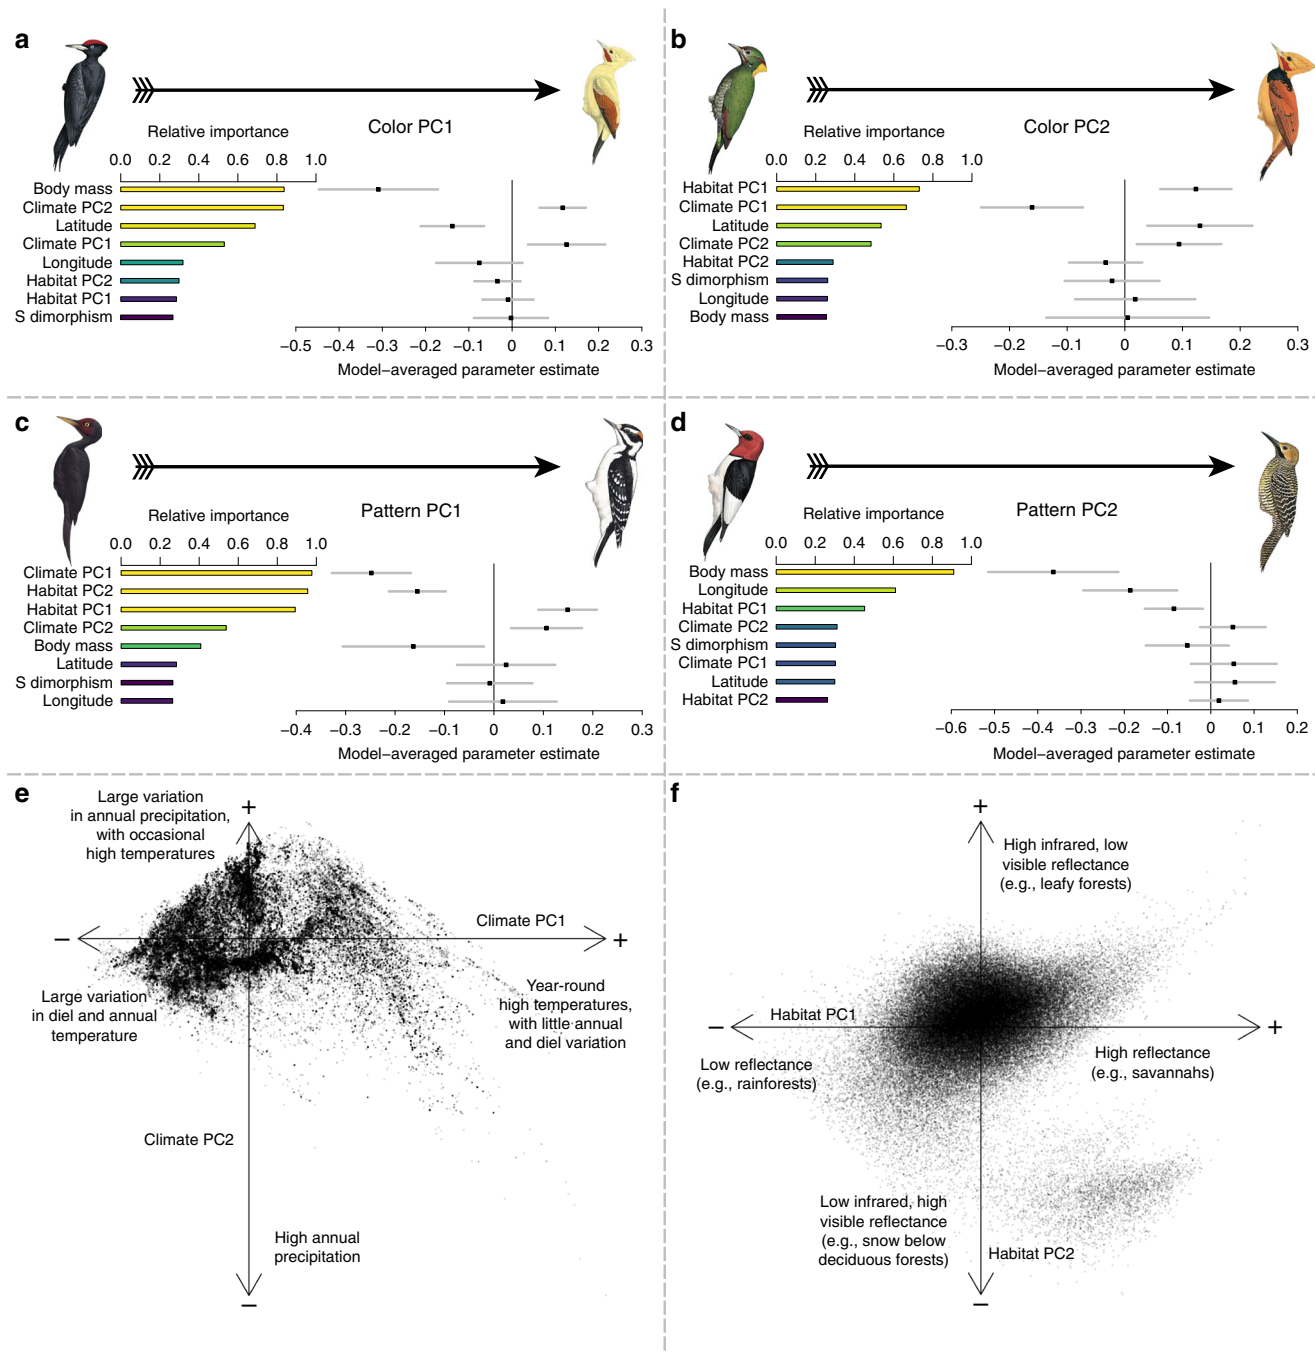 a
Color PC1
Relative importance
0.0 0.2 0.4 0.6 0.8 1.0
Body mass
Climate PC2
Latitude
Climate PC1
Longitude
Habitat PC2
Habitat PC1
S dimorphism
−0.5 −0.4 −0.3 −0.2 −0.1 0 0.1 0.2 0.3
Model−averaged parameter estimate
b
Color PC2
Relative importance
0.0 0.2 0.4 0.6 0.8 1.0
Habitat PC1
Climate PC1
Latitude
Climate PC2
Habitat PC2
S dimorphism
Longitude
Body mass
−0.3 −0.2 −0.1 0 0.1 0.2 0.3
Model−averaged parameter estimate
c
Pattern PC1
Relative importance
0.0 0.2 0.4 0.6 0.8 1.0
Climate PC1
Habitat PC2
Habitat PC1
Climate PC2
Body mass
Latitude
S dimorphism
Longitude
−0.4 −0.3 −0.2 −0.1 0 0.1 0.2 0.3
Model−averaged parameter estimate
d
Pattern PC2
Relative importance
0.0 0.2 0.4 0.6 0.8 1.0
Body mass
Longitude
Habitat PC1
Climate PC2
S dimorphism
Climate PC1
Latitude
Habitat PC2
−0.6 −0.5 −0.4 −0.3 −0.2 −0.1 0 0.1 0.2
Model−averaged parameter estimate
e
Large variation
in annual precipitation,
with occasional
high temperatures
+
Climate PC1
−
+
Large variation
in diel and annual
temperature
Year-round
high temperatures,
with little annual
and diel variation
Climate PC2
High annual
precipitation
−
f
+
High infrared, low
visible reflectance
(e.g., leafy forests)
Habitat PC1
−
+
Low reflectance
(e.g., rainforests)
High reflectance
(e.g., savannahs)
Low infrared, high
visible reflectance
(e.g., snow below
deciduous forests)
Habitat PC2
−